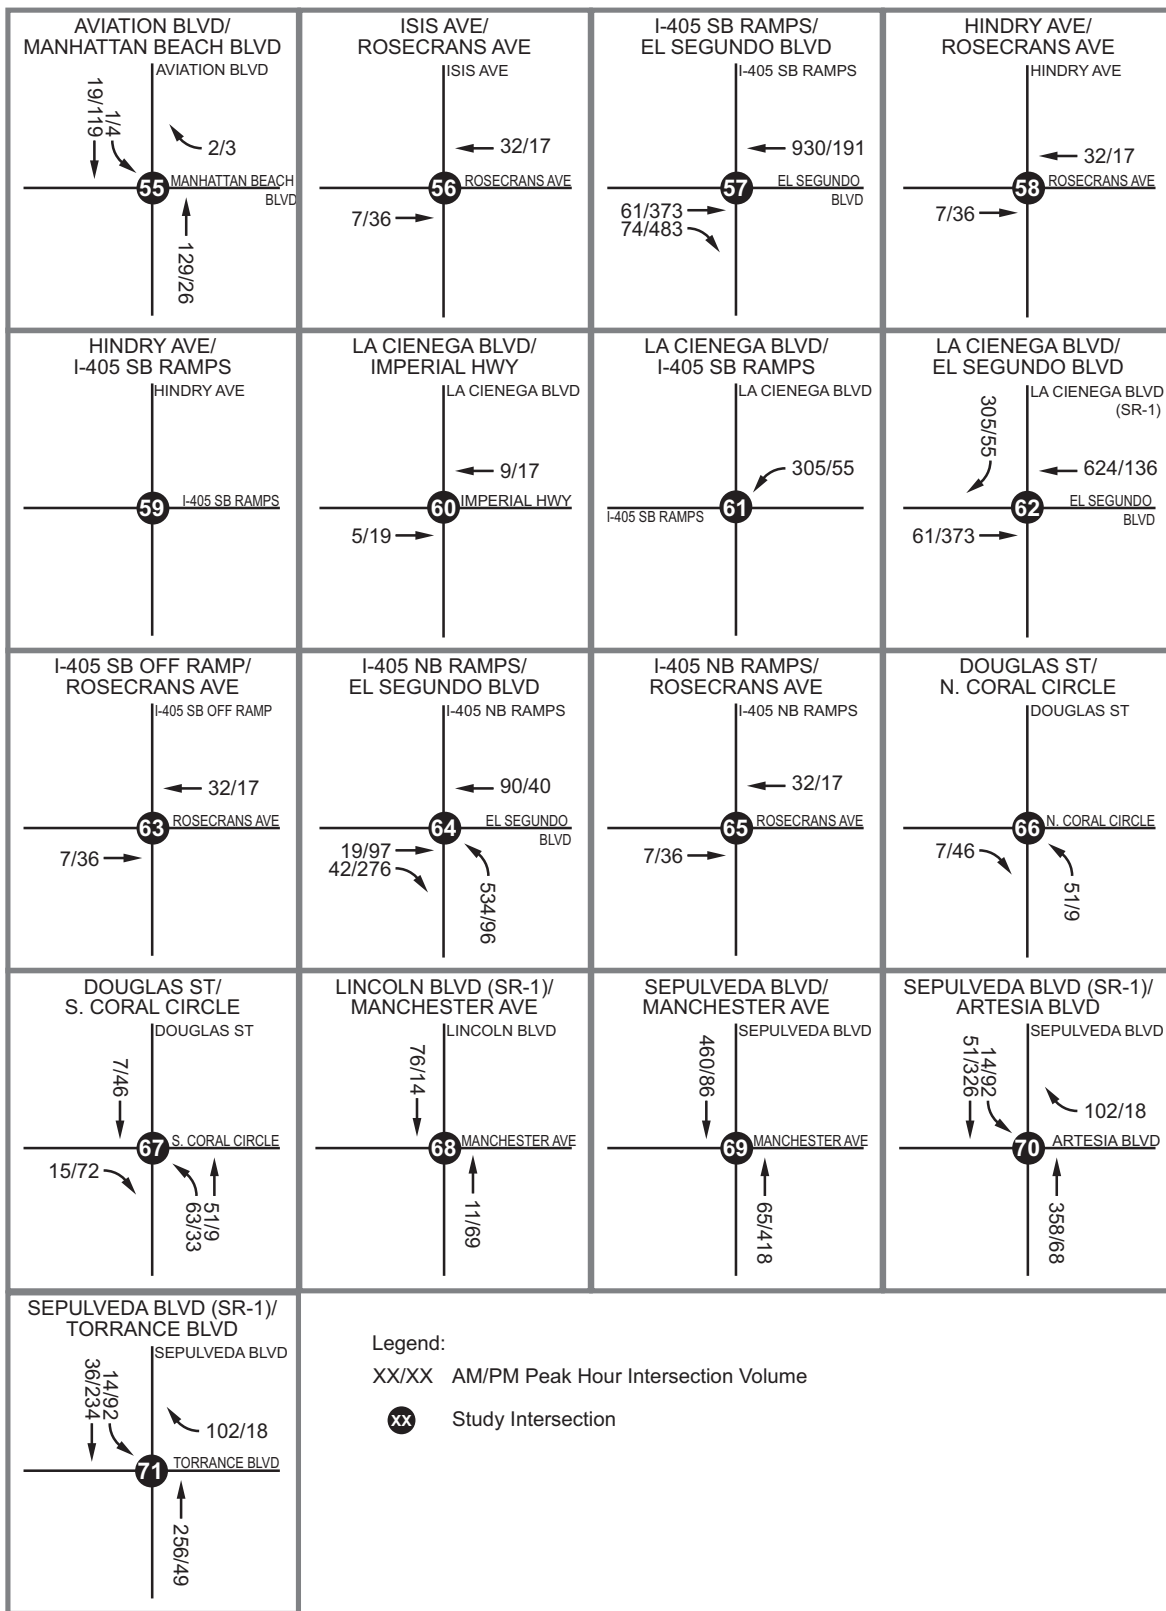 AVIATION BLVD/
MANHATTAN BEACH BLVD
AVIATION BLVD
19/119
1/4
2/3
55
MANHATTAN BEACH
BLVD
129/26
ISIS AVE/
ROSECRANS AVE
ISIS AVE
32/17
56
ROSECRANS AVE
7/36
I-405 SB RAMPS/
EL SEGUNDO BLVD
I-405 SB RAMPS
930/191
57
EL SEGUNDO
BLVD
61/373
74/483
HINDRY AVE/
ROSECRANS AVE
HINDRY AVE
32/17
58
ROSECRANS AVE
7/36
HINDRY AVE/
I-405 SB RAMPS
HINDRY AVE
59
I-405 SB RAMPS
LA CIENEGA BLVD/
IMPERIAL HWY
LA CIENEGA BLVD
9/17
60
IMPERIAL HWY
5/19
LA CIENEGA BLVD/
I-405 SB RAMPS
LA CIENEGA BLVD
305/55
61
I-405 SB RAMPS
LA CIENEGA BLVD/
EL SEGUNDO BLVD
LA CIENEGA BLVD
(SR-1)
305/55
624/136
62
EL SEGUNDO
BLVD
61/373
I-405 SB OFF RAMP/
ROSECRANS AVE
I-405 SB OFF RAMP
32/17
63
ROSECRANS AVE
7/36
I-405 NB RAMPS/
EL SEGUNDO BLVD
I-405 NB RAMPS
90/40
64
EL SEGUNDO
BLVD
19/97
42/276
534/96
I-405 NB RAMPS/
ROSECRANS AVE
I-405 NB RAMPS
32/17
65
ROSECRANS AVE
7/36
DOUGLAS ST/
N. CORAL CIRCLE
DOUGLAS ST
66
N. CORAL CIRCLE
7/46
51/9
DOUGLAS ST/
S. CORAL CIRCLE
DOUGLAS ST
7/46
67
S. CORAL CIRCLE
15/72
63/33
51/9
LINCOLN BLVD (SR-1)/
MANCHESTER AVE
LINCOLN BLVD
76/14
68
MANCHESTER AVE
11/69
SEPULVEDA BLVD/
MANCHESTER AVE
SEPULVEDA BLVD
460/86
69
MANCHESTER AVE
65/418
SEPULVEDA BLVD (SR-1)/
ARTESIA BLVD
SEPULVEDA BLVD
51/326
14/92
102/18
70
ARTESIA BLVD
358/68
SEPULVEDA BLVD (SR-1)/
TORRANCE BLVD
SEPULVEDA BLVD
36/234
14/92
102/18
71
TORRANCE BLVD
256/49
Legend:
XX/XX AM/PM Peak Hour Intersection Volume
XX Study Intersection